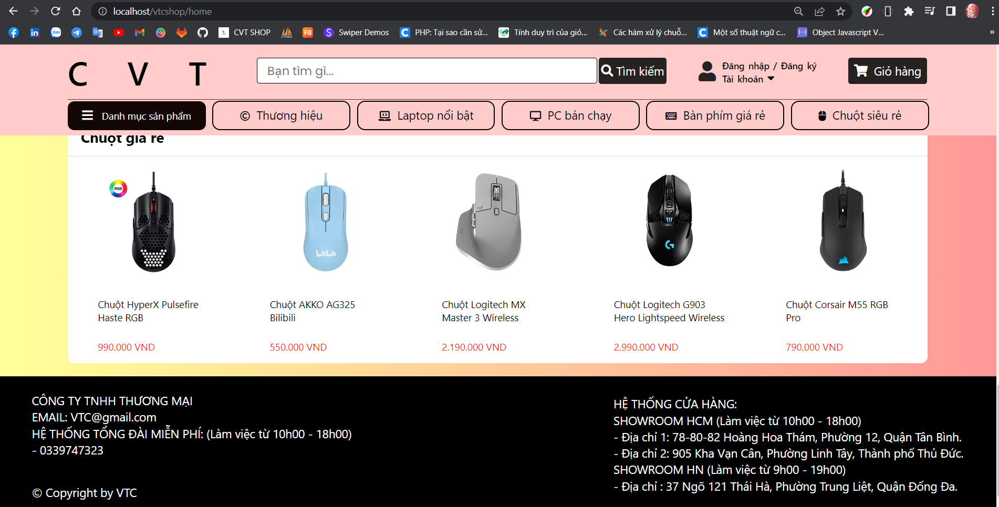 localhost/vtcshop/home
CVT SHOP
Swiper Demos
PHP: Tại sao cần sử...
Tính duy trì của giỏ...
Các hàm xử lý chuỗ...
Một số thuật ngữ c...
Object Javascript V...
»
C V T
Bạn tìm gì...
Tìm kiếm
Đăng nhập / Đăng ký
Tài khoản
Giỏ hàng
Danh mục sản phẩm
Thương hiệu
Laptop nổi bật
PC bán chạy
Bàn phím giá rẻ
Chuột siêu rẻ
Chuột giá rẻ
RGB
bilibili
logi
G
Chuột HyperX Pulsefire
Haste RGB
990.000 VND
Chuột AKKO AG325
Bilibili
550.000 VND
Chuột Logitech MX
Master 3 Wireless
2.190.000 VND
Chuột Logitech G903
Hero Lightspeed Wireless
2.990.000 VND
Chuột Corsair M55 RGB
Pro
790.000 VND
CÔNG TY TNHH THƯƠNG MẠI
EMAIL: VTC@gmail.com
HỆ THỐNG TỔNG ĐÀI MIỄN PHÍ: (Làm việc từ 10h00 - 18h00)
- 0339747323
© Copyright by VTC
HỆ THỐNG CỬA HÀNG:
SHOWROOM HCM (Làm việc từ 10h00 - 18h00)
- Địa chỉ 1: 78-80-82 Hoàng Hoa Thám, Phường 12, Quận Tân Bình.
- Địa chỉ 2: 905 Kha Vạn Cân, Phường Linh Tây, Thành phố Thủ Đức.
SHOWROOM HN (Làm việc từ 9h00 - 19h00)
- Địa chỉ : 37 Ngõ 121 Thái Hà, Phường Trung Liệt, Quận Đống Đa.